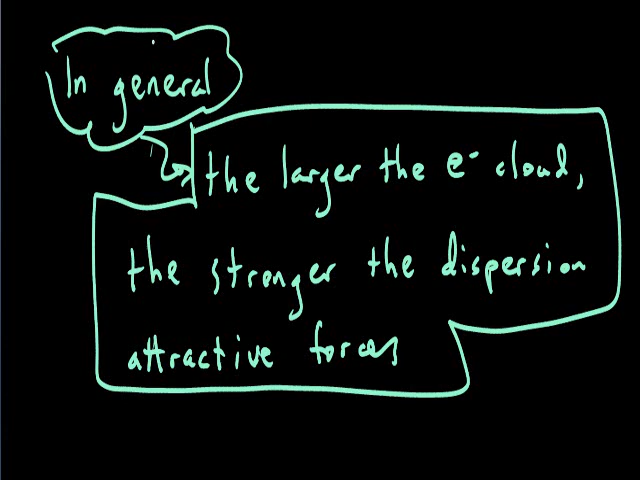 In general
the larger the e⁻ cloud,
the stronger the dispersion
attractive forces